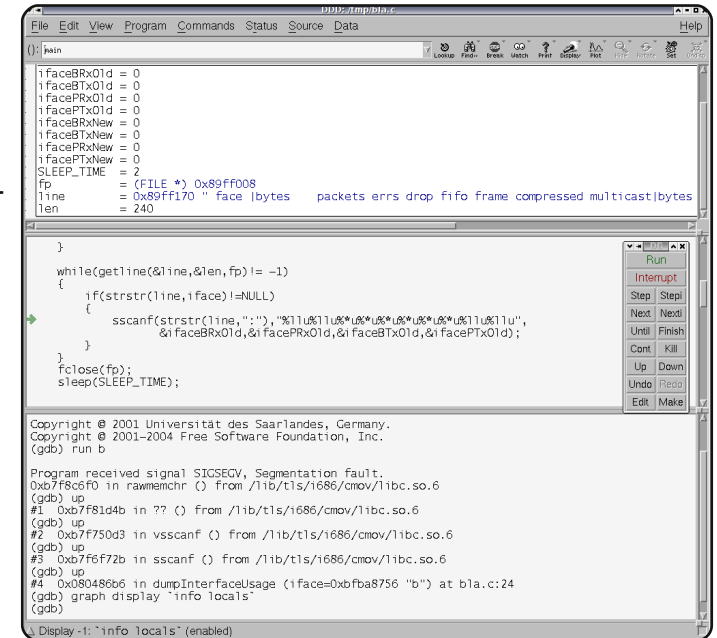 DDD: /tmp/bla.c
File Edit View Program Commands Status Source Data Help
(): main
Lookup Find» Break Watch Print Display Plot Hide Rotate Set Undisp
ifaceBRxOld = 0
ifaceBTxOld = 0
ifacePRxOld = 0
ifacePTxOld = 0
ifaceBRxNew = 0
ifaceBTxNew = 0
ifacePRxNew = 0
ifacePTxNew = 0
SLEEP_TIME = 2
fp = (FILE *) 0x89ff008
line = 0x89ff170 " face |bytes    packets errs drop fifo frame compressed multicast|bytes
len = 240
}
while(getline(&line,&len,fp)!= -1)
{
if(strstr(line,iface)!=NULL)
{
sscanf(strstr(line,":"),"%llu%llu%*u%*u%*u%*u%*u%*u%llu%llu",
&ifaceBRxOld,&ifacePRxOld,&ifaceBTxOld,&ifacePTxOld);
}
}
fclose(fp);
sleep(SLEEP_TIME);
Run
Interrupt
Step Stepi
Next Nexti
Until Finish
Cont Kill
Up Down
Undo Redo
Edit Make
Copyright @ 2001 Universität des Saarlandes, Germany.
Copyright @ 2001-2004 Free Software Foundation, Inc.
(gdb) run b
Program received signal SIGSEGV, Segmentation fault.
0xb7f8c6f0 in rawmemchr () from /lib/tls/i686/cmov/libc.so.6
(gdb) up
#1 0xb7f81d4b in ?? () from /lib/tls/i686/cmov/libc.so.6
(gdb) up
#2 0xb7f750d3 in vsscanf () from /lib/tls/i686/cmov/libc.so.6
(gdb) up
#3 0xb7f6f72b in sscanf () from /lib/tls/i686/cmov/libc.so.6
(gdb) up
#4 0x080486b6 in dumpInterfaceUsage (iface=0xbfba8756 "b") at bla.c:24
(gdb) graph display `info locals`
(gdb)
Display -1: `info locals` (enabled)